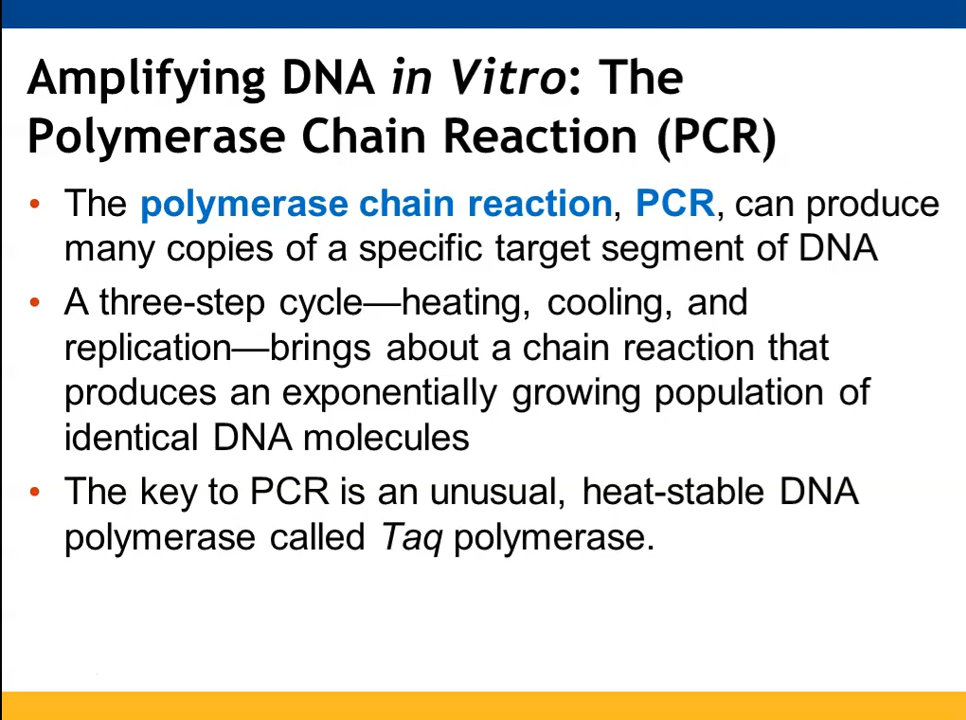 Amplifying DNA in Vitro: The
Polymerase Chain Reaction (PCR)
• The polymerase chain reaction, PCR, can produce
many copies of a specific target segment of DNA
• A three-step cycle—heating, cooling, and
replication—brings about a chain reaction that
produces an exponentially growing population of
identical DNA molecules
• The key to PCR is an unusual, heat-stable DNA
polymerase called Taq polymerase.